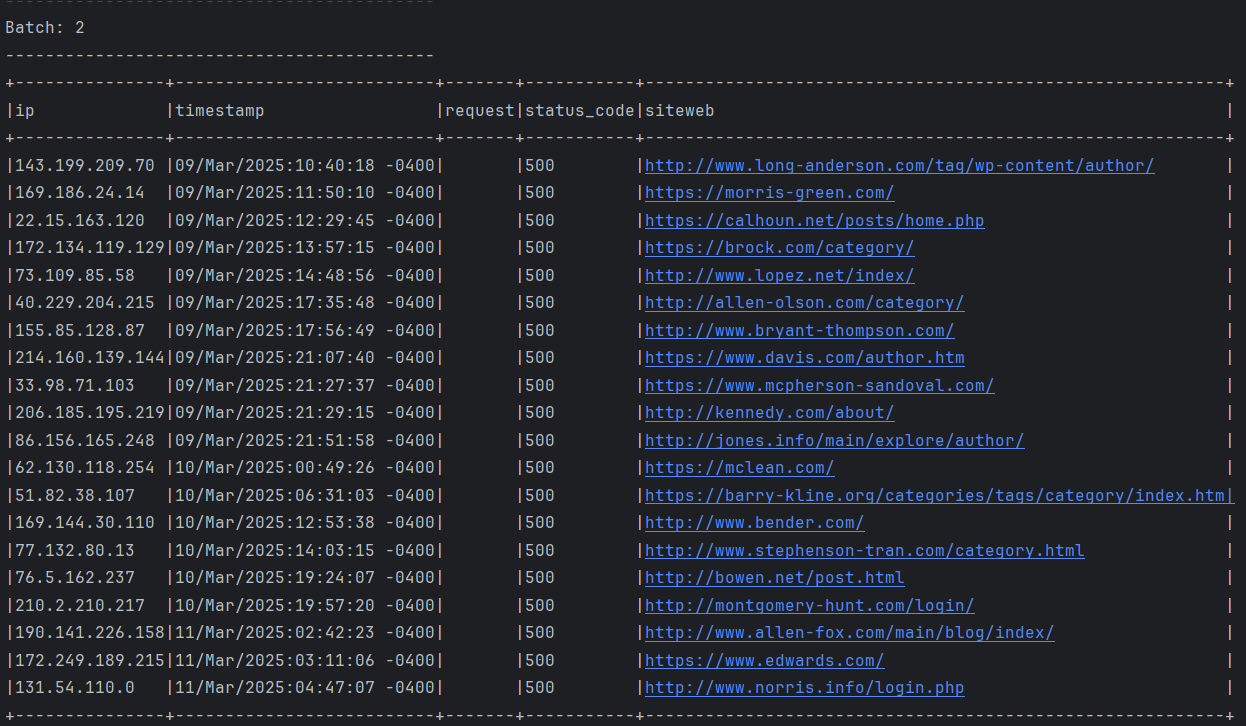 -------------------------------------------
Batch: 2
-------------------------------------------
+---------------+--------------------------+-------+-----------+----------------------------------------------------------+
|ip             |timestamp                 |request|status_code|siteweb                                                   |
+---------------+--------------------------+-------+-----------+----------------------------------------------------------+
|143.199.209.70 |09/Mar/2025:10:40:18 -0400|       |500        |http://www.long-anderson.com/tag/wp-content/author/       |
|169.186.24.14  |09/Mar/2025:11:50:10 -0400|       |500        |https://morris-green.com/                                 |
|22.15.163.120  |09/Mar/2025:12:29:45 -0400|       |500        |https://calhoun.net/posts/home.php                        |
|172.134.119.129|09/Mar/2025:13:57:15 -0400|       |500        |https://brock.com/category/                               |
|73.109.85.58   |09/Mar/2025:14:48:56 -0400|       |500        |http://www.lopez.net/index/                               |
|40.229.204.215 |09/Mar/2025:17:35:48 -0400|       |500        |http://allen-olson.com/category/                          |
|155.85.128.87  |09/Mar/2025:17:56:49 -0400|       |500        |http://www.bryant-thompson.com/                           |
|214.160.139.144|09/Mar/2025:21:07:40 -0400|       |500        |https://www.davis.com/author.htm                          |
|33.98.71.103   |09/Mar/2025:21:27:37 -0400|       |500        |https://www.mcpherson-sandoval.com/                       |
|206.185.195.219|09/Mar/2025:21:29:15 -0400|       |500        |http://kennedy.com/about/                                 |
|86.156.165.248 |09/Mar/2025:21:51:58 -0400|       |500        |http://jones.info/main/explore/author/                    |
|62.130.118.254 |10/Mar/2025:00:49:26 -0400|       |500        |https://mclean.com/                                       |
|51.82.38.107   |10/Mar/2025:06:31:03 -0400|       |500        |https://barry-kline.org/categories/tags/category/index.htm|
|169.144.30.110 |10/Mar/2025:12:53:38 -0400|       |500        |http://www.bender.com/                                    |
|77.132.80.13   |10/Mar/2025:14:03:15 -0400|       |500        |http://www.stephenson-tran.com/category.html              |
|76.5.162.237   |10/Mar/2025:19:24:07 -0400|       |500        |http://bowen.net/post.html                                |
|210.2.210.217  |10/Mar/2025:19:57:20 -0400|       |500        |http://montgomery-hunt.com/login/                         |
|190.141.226.158|11/Mar/2025:02:42:23 -0400|       |500        |http://www.allen-fox.com/main/blog/index/                 |
|172.249.189.215|11/Mar/2025:03:11:06 -0400|       |500        |https://www.edwards.com/                                  |
|131.54.110.0   |11/Mar/2025:04:47:07 -0400|       |500        |http://www.norris.info/login.php                          |
+---------------+--------------------------+-------+-----------+----------------------------------------------------------+